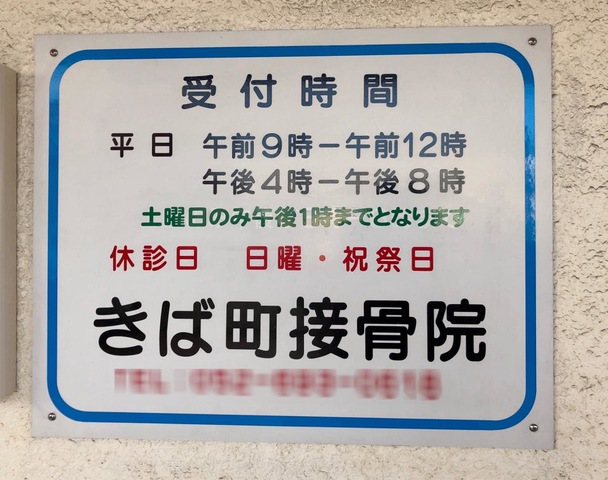 受付時間
平日 午前9時ー午前12時
午後4時ー午後8時
土曜日のみ午後1時までとなります
休診日 日曜・祝祭日
きば町接骨院